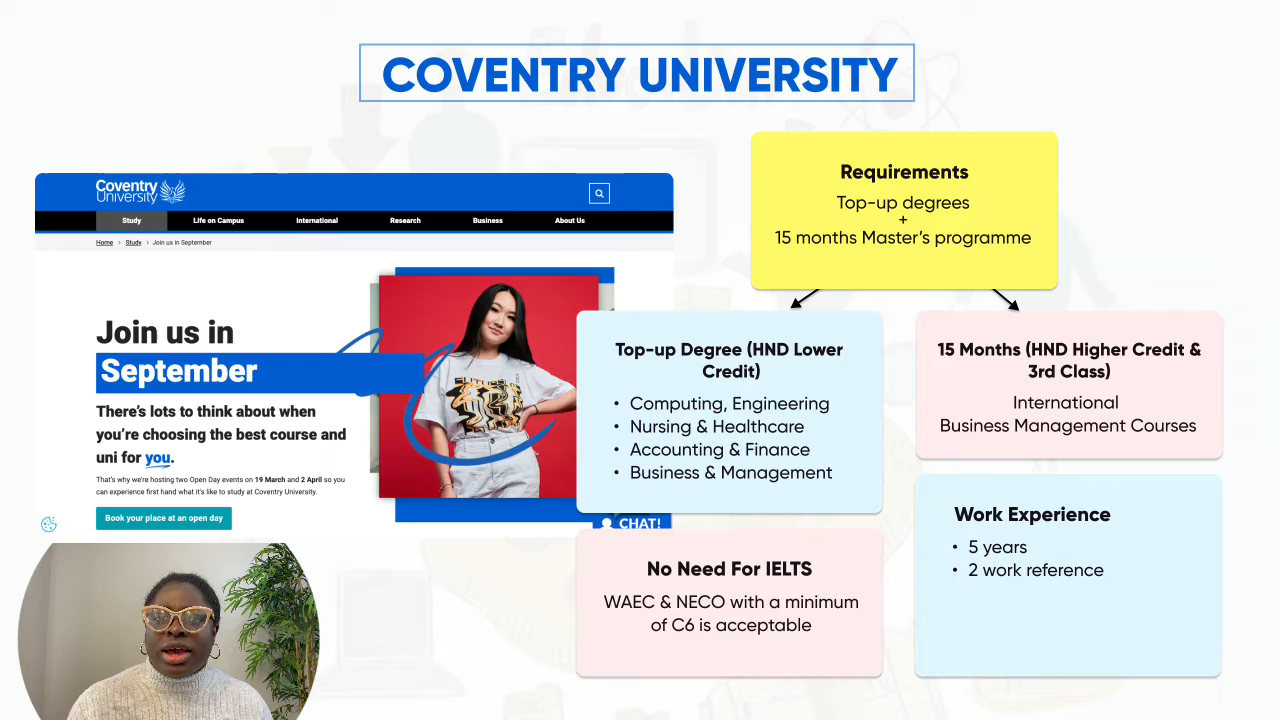 COVENTRY UNIVERSITY
Coventry
University
Study
Life on Campus
International
Research
Business
About Us
Home > Study > Join us in September
Join us in
September
There's lots to think about when
you're choosing the best course and
uni for you.
That's why we're hosting two Open Day events on 19 March and 2 April so you
can experience first hand what it's like to study at Coventry University.
Book your place at an open day
CHAT!
Requirements
Top-up degrees
+
15 months Master's programme
Top-up Degree (HND Lower
Credit)
• Computing, Engineering
• Nursing & Healthcare
• Accounting & Finance
• Business & Management
15 Months (HND Higher Credit &
3rd Class)
International
Business Management Courses
No Need For IELTS
WAEC & NECO with a minimum
of C6 is acceptable
Work Experience
• 5 years
• 2 work reference